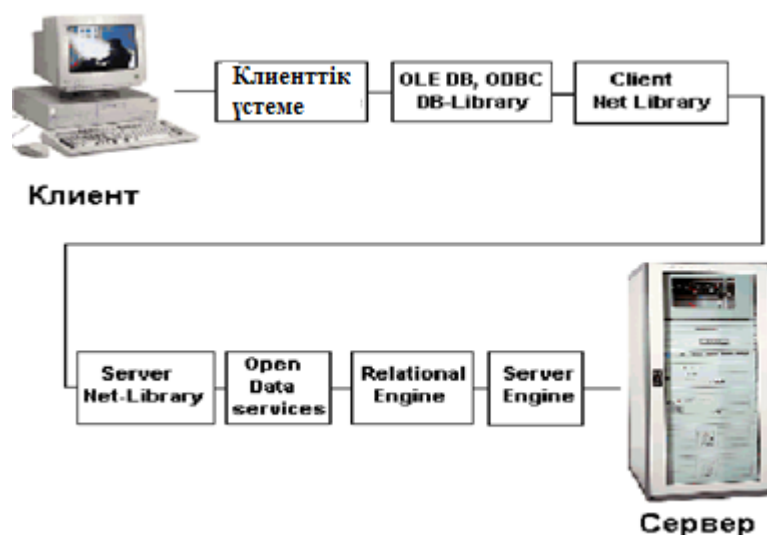 Клиенттік
үстеме
OLE DB, ODBC
DB-Library
Client
Net Library
Клиент
Server
Net-Library
Open
Data
services
Relational
Engine
Server
Engine
Сервер